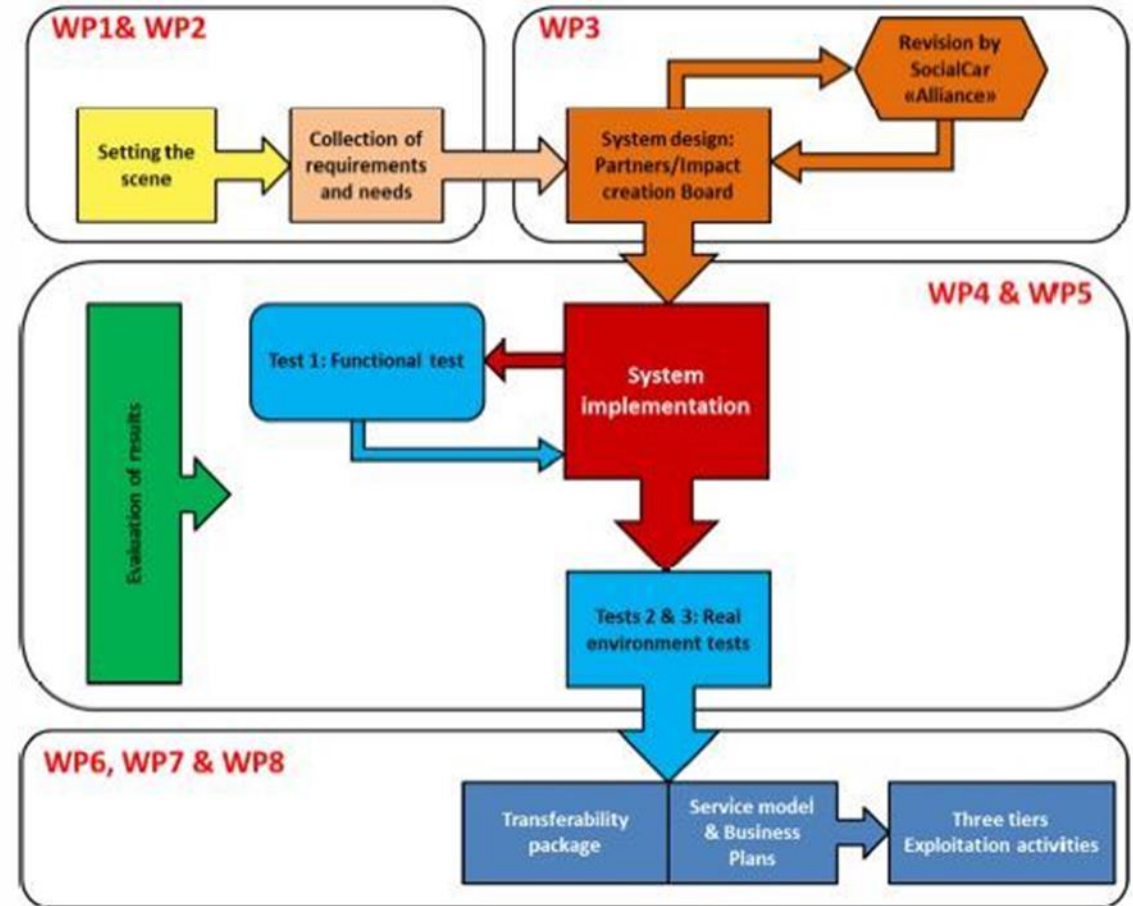 WP1& WP2
Setting the
scene
Collection of
requirements
and needs
WP3
System design:
Partners/Impact
creation Board
Revision by
SocialCar
«Alliance»
WP4 & WP5
Evaluation of results
Test 1: Functional test
System
implementation
Tests 2 & 3: Real
environment tests
WP6, WP7 & WP8
Transferability
package
Service model
& Business
Plans
Three tiers
Exploitation activities